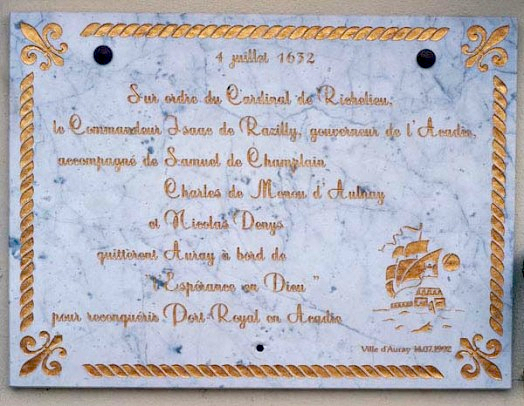 4 juillet 1632
Sur ordre du Cardinal de Richelieu,
le Commandeur Isaac de Razilly, gouverneur de l'Acadie,
accompagné de Samuel de Champlain
Charles de Menou d'Aulnay
et Nicolas Denys
quittèrent Auray à bord de
"l'Espérance en Dieu"
pour reconquérir Port-Royal en Acadie
Ville d'Auray 14.07.1992